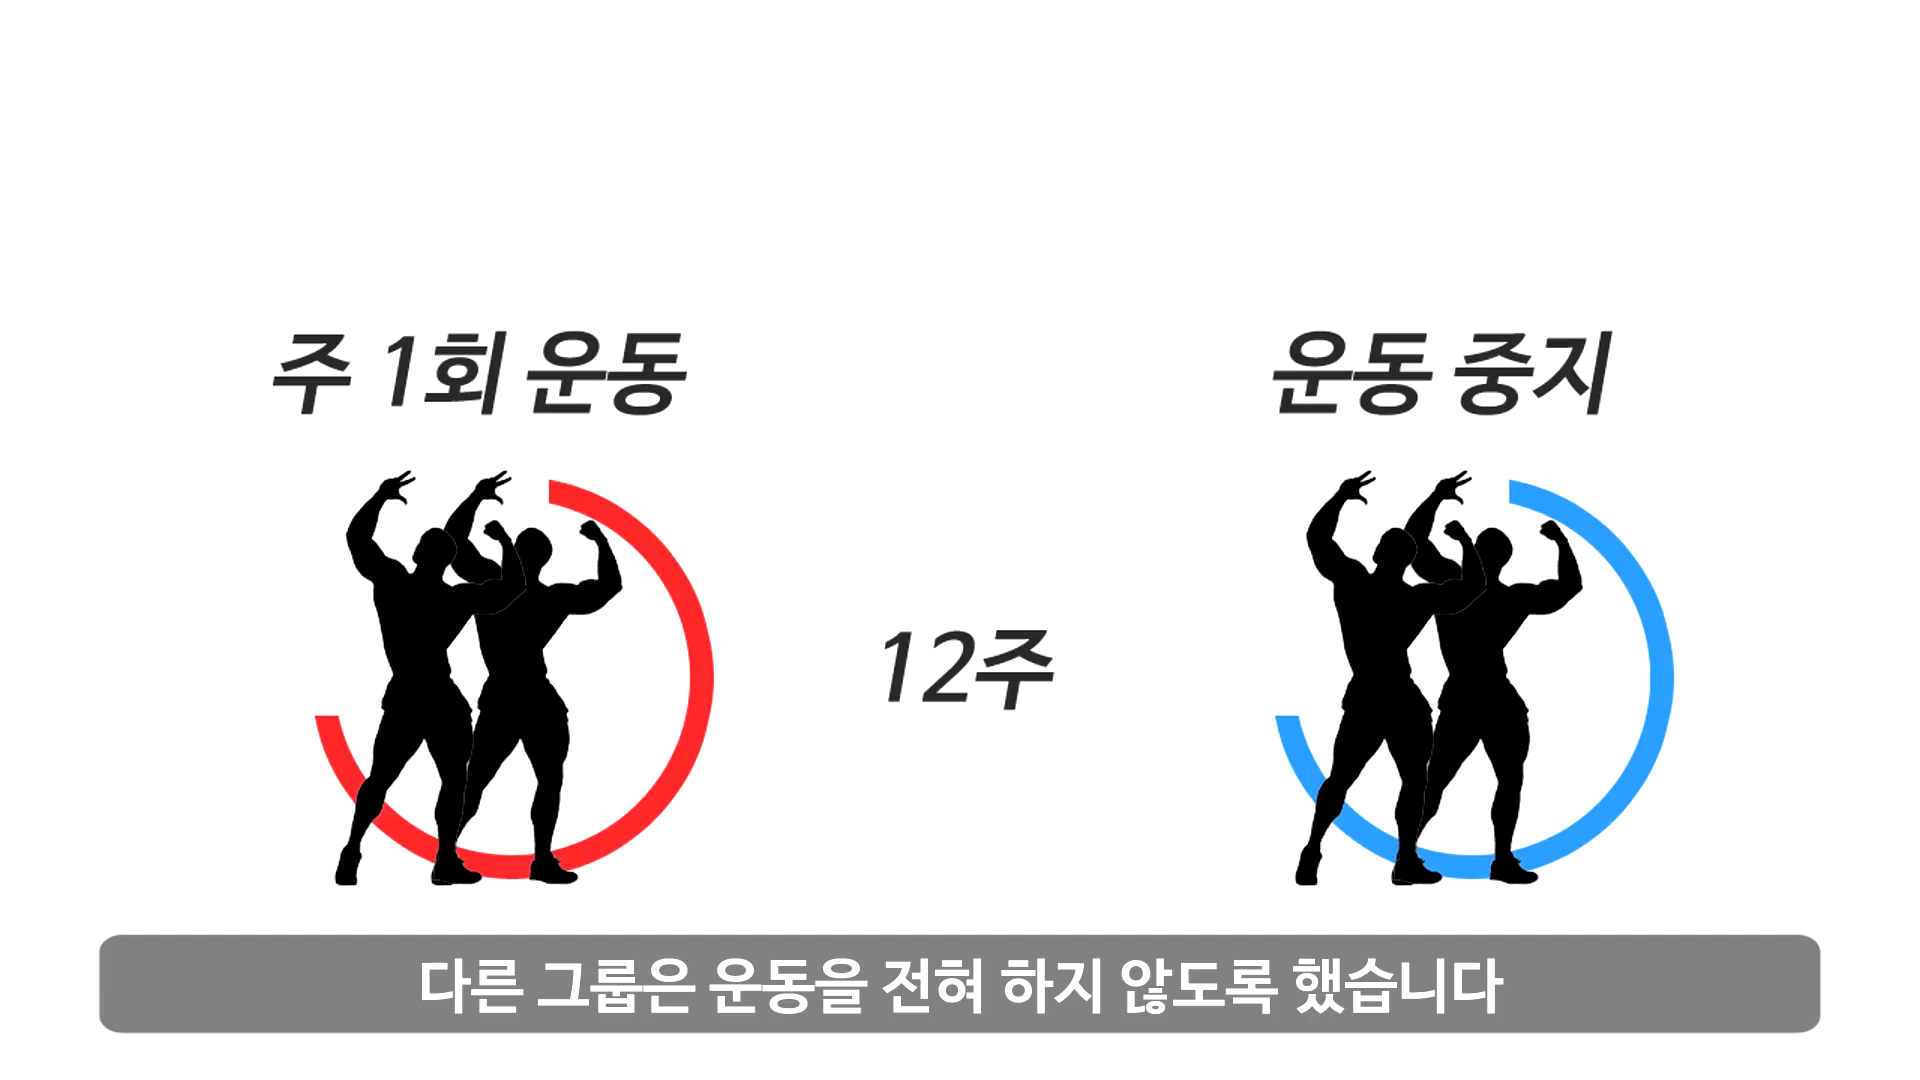 주 1회 운동
운동 중지
12주
다른 그룹은 운동을 전혀 하지 않도록 했습니다